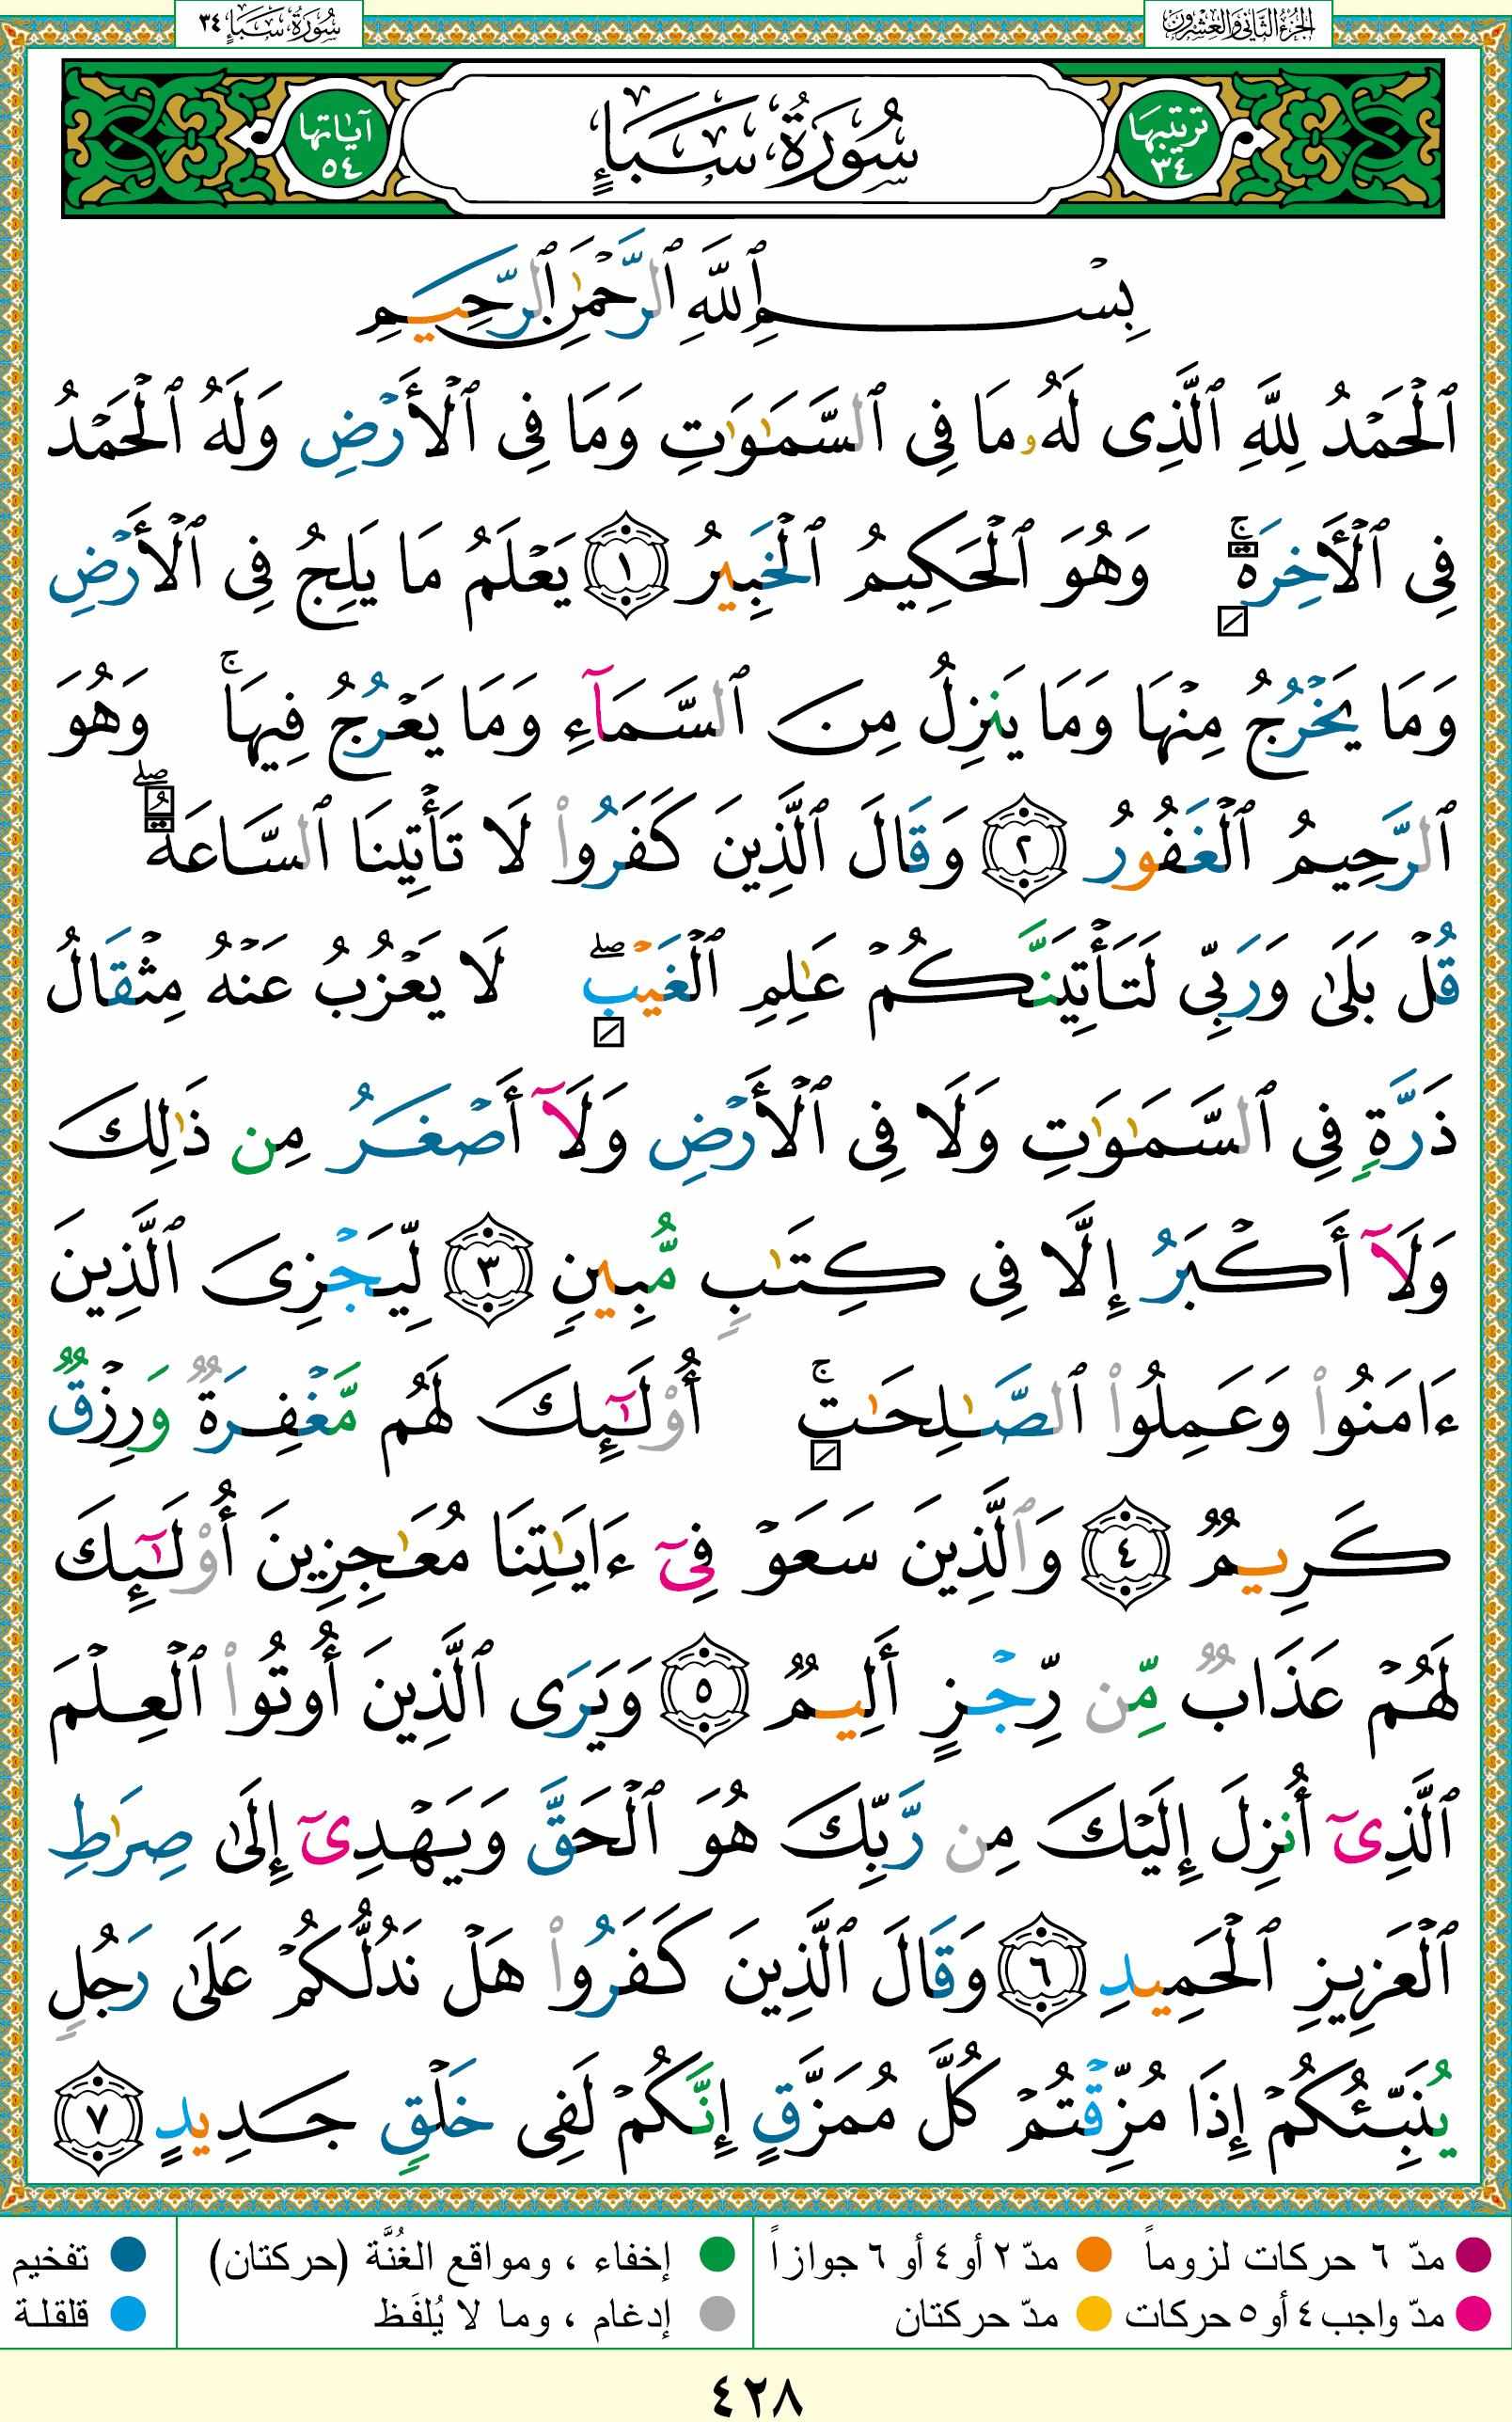 الجزء الثاني والعشرون
سورة سبإ ٣٤
ترتيبها ٣٤
سُورَةُ سَبَإٍ
آياتها ٥٤
بِسْمِ ٱللَّهِ ٱلرَّحْمَٰنِ ٱلرَّحِيمِ
ٱلْحَمْدُ لِلَّهِ ٱلَّذِى لَهُۥ مَا فِى ٱلسَّمَٰوَٰتِ وَمَا فِى ٱلْأَرْضِ وَلَهُ ٱلْحَمْدُ
فِى ٱلْأَخِرَةِ ۚ وَهُوَ ٱلْحَكِيمُ ٱلْخَبِيرُ ١ يَعْلَمُ مَا يَلِجُ فِى ٱلْأَرْضِ
وَمَا يَخْرُجُ مِنْهَا وَمَا يَنزِلُ مِنَ ٱلسَّمَآءِ وَمَا يَعْرُجُ فِيهَا ۚ وَهُوَ
ٱلرَّحِيمُ ٱلْغَفُورُ ٢ وَقَالَ ٱلَّذِينَ كَفَرُوا۟ لَا تَأْتِينَا ٱلسَّاعَةُ ۖ
قُلْ بَلَىٰ وَرَبِّى لَتَأْتِيَنَّكُمْ عَٰلِمِ ٱلْغَيْبِ ۖ لَا يَعْزُبُ عَنْهُ مِثْقَالُ
ذَرَّةٍ فِى ٱلسَّمَٰوَٰتِ وَلَا فِى ٱلْأَرْضِ وَلَآ أَصْغَرُ مِن ذَٰلِكَ
وَلَآ أَكْبَرُ إِلَّا فِى كِتَٰبٍ مُّبِينٍ ٣ لِّيَجْزِىَ ٱلَّذِينَ
ءَامَنُوا۟ وَعَمِلُوا۟ ٱلصَّٰلِحَٰتِ ۚ أُو۟لَٰٓئِكَ لَهُم مَّغْفِرَةٌ وَرِزْقٌ
كَرِيمٌ ٤ وَٱلَّذِينَ سَعَوْ فِىٓ ءَايَٰتِنَا مُعَٰجِزِينَ أُو۟لَٰٓئِكَ
لَهُمْ عَذَابٌ مِّن رِّجْزٍ أَلِيمٌ ٥ وَيَرَى ٱلَّذِينَ أُوتُوا۟ ٱلْعِلْمَ
ٱلَّذِىٓ أُنزِلَ إِلَيْكَ مِن رَّبِّكَ هُوَ ٱلْحَقَّ وَيَهْدِىٓ إِلَىٰ صِرَٰطِ
ٱلْعَزِيزِ ٱلْحَمِيدِ ٦ وَقَالَ ٱلَّذِينَ كَفَرُوا۟ هَلْ نَدُلُّكُمْ عَلَىٰ رَجُلٍ
يُنَبِّئُكُمْ إِذَا مُزِّقْتُمْ كُلَّ مُمَزَّقٍ إِنَّكُمْ لَفِى خَلْقٍ جَدِيدٍ ٧
مدّ ٦ حركات لزوماً
مدّ ٢ أو ٤ أو ٦ جوازاً
إخفاء ، ومواقع الغُنَّة (حركتان)
تفخيم
مدّ واجب ٤ أو ٥ حركات
مدّ حركتان
إدغام ، وما لا يُلفَظ
قلقلة
٤٢٨